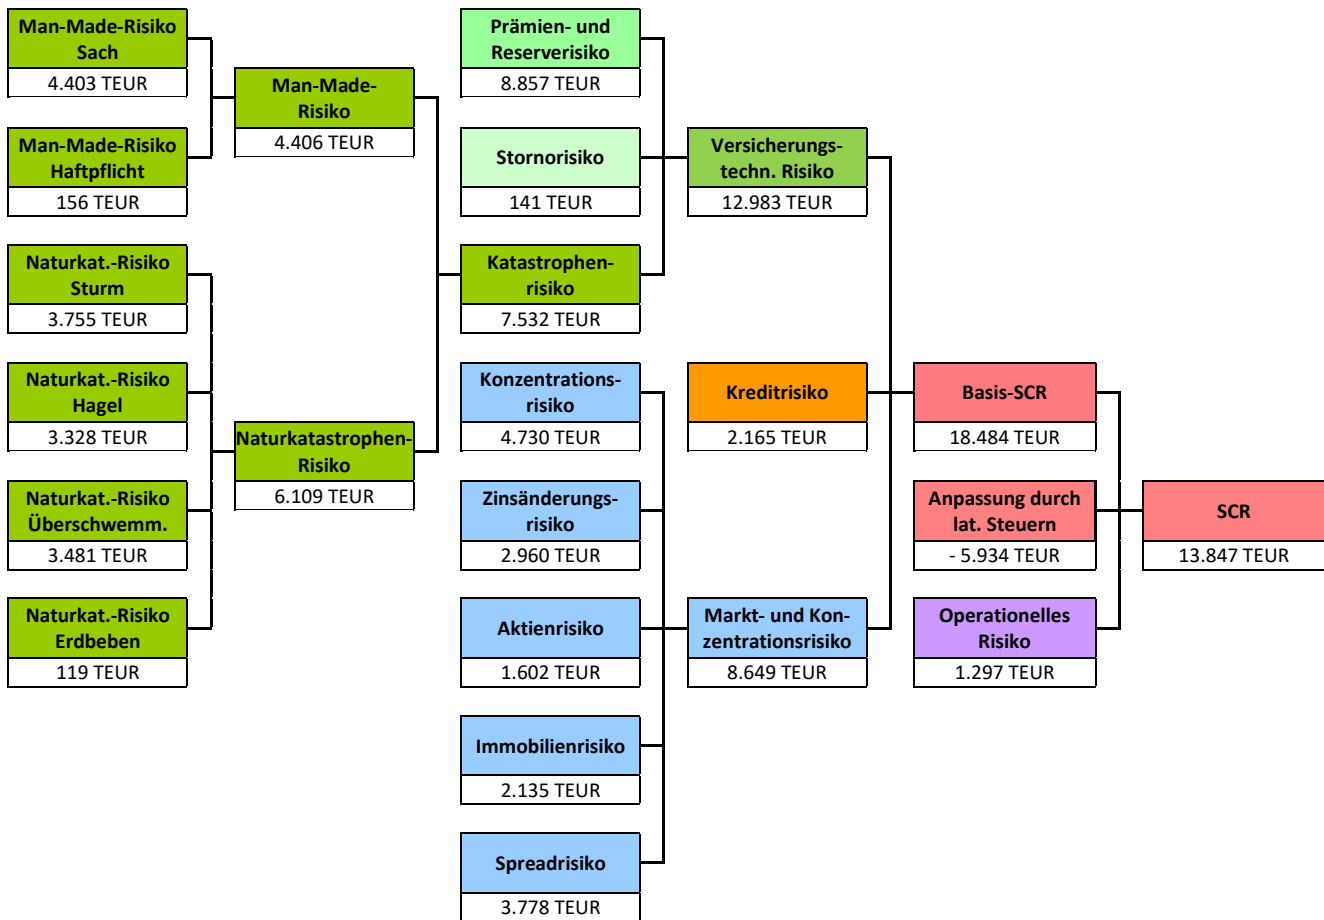 Man-Made-Risiko
Sach
4.403 TEUR
Man-Made-Risiko
Haftpflicht
156 TEUR
Naturkat.-Risiko
Sturm
3.755 TEUR
Naturkat.-Risiko
Hagel
3.328 TEUR
Naturkat.-Risiko
Überschwemm.
3.481 TEUR
Naturkat.-Risiko
Erdbeben
119 TEUR
Man-Made-
Risiko
4.406 TEUR
Naturkatastrophen-
Risiko
6.109 TEUR
Prämien- und
Reserverisiko
8.857 TEUR
Stornorisiko
141 TEUR
Katastrophen-
risiko
7.532 TEUR
Konzentrations-
risiko
4.730 TEUR
Zinsänderungs-
risiko
2.960 TEUR
Aktienrisiko
1.602 TEUR
Immobilienrisiko
2.135 TEUR
Spreadrisiko
3.778 TEUR
Versicherungs-
techn. Risiko
12.983 TEUR
Kreditrisiko
2.165 TEUR
Markt- und Kon-
zentrationsrisiko
8.649 TEUR
Basis-SCR
18.484 TEUR
Anpassung durch
lat. Steuern
- 5.934 TEUR
Operationelles
Risiko
1.297 TEUR
SCR
13.847 TEUR